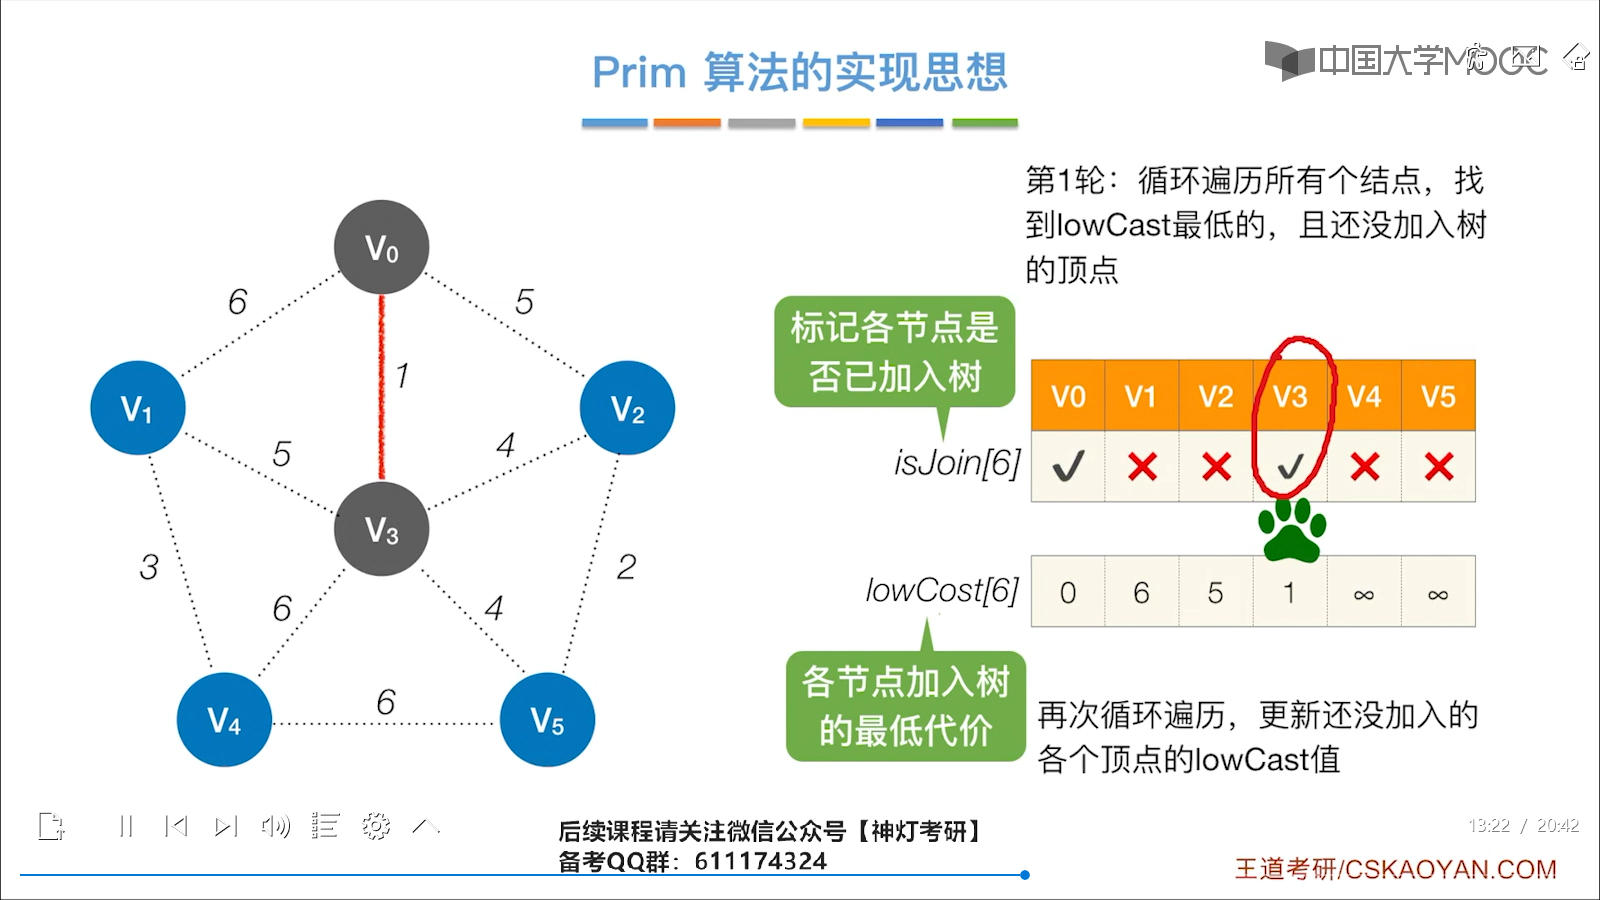 中国大学MOOC
Prim 算法的实现思想
第1轮：循环遍历所有个结点，找
到lowCast最低的，且还没加入树
的顶点
V0
6
5
1
V1
V2
5
4
V3
3
2
6
4
V4
6
V5
标记各节点是
否已加入树
V0 V1 V2 V3 V4 V5
isJoin[6] ✔ ✖ ✖ ✓ ✖ ✖
lowCost[6] 0 6 5 1 ∞ ∞
各节点加入树
的最低代价
再次循环遍历，更新还没加入的
各个顶点的lowCast值
后续课程请关注微信公众号【神灯考研】
备考QQ群：611174324
13:22 / 20:42
王道考研/CSKAOYAN.COM